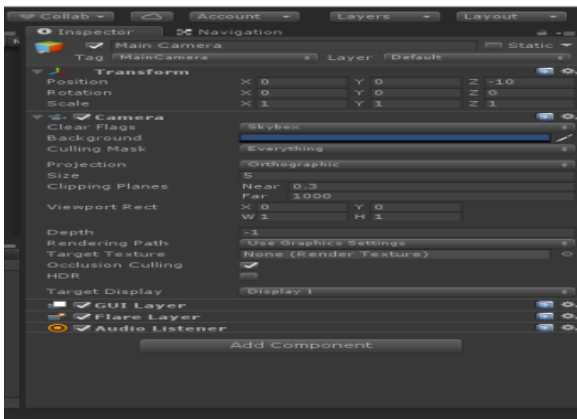 Collab Account Layers Layout
Inspector Navigation
Main Camera Static
Tag MainCamera Layer Default
Transform
Position X 0 Y 0 Z -10
Rotation X 0 Y 0 Z 0
Scale X 1 Y 1 Z 1
Camera
Clear Flags Skybox
Background
Culling Mask Everything
Projection Orthographic
Size 5
Clipping Planes Near 0.3
Far 1000
Viewport Rect X 0 Y 0
W 1 H 1
Depth -1
Rendering Path Use Graphics Settings
Target Texture None (Render Texture)
Occlusion Culling
HDR
Target Display Display 1
GUI Layer
Flare Layer
Audio Listener
Add Component